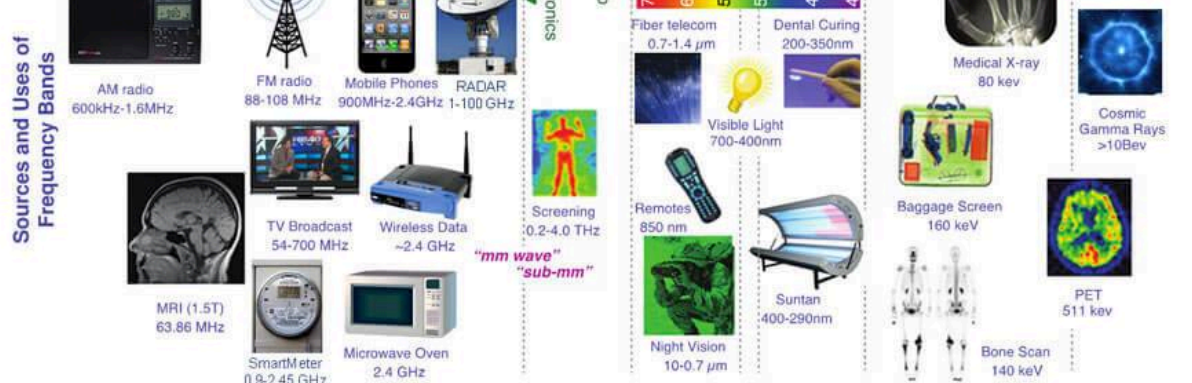 Sources and Uses of
Frequency Bands
AM radio
600kHz-1.6MHz
FM radio
88-108 MHz
Mobile Phones
900MHz-2.4GHz
RADAR
1-100 GHz
TV Broadcast
54-700 MHz
Wireless Data
~2.4 GHz
MRI (1.5T)
63.86 MHz
SmartMeter
0.9-2.45 GHz
Microwave Oven
2.4 GHz
"mm wave"
"sub-mm"
Screening
0.2-4.0 THz
Fiber telecom
0.7-1.4 µm
Dental Curing
200-350nm
Visible Light
700-400nm
Remotes
850 nm
Night Vision
10-0.7 µm
Suntan
400-290nm
Medical X-ray
80 kev
Baggage Screen
160 keV
Bone Scan
140 keV
Cosmic
Gamma Rays
>10Bev
PET
511 kev